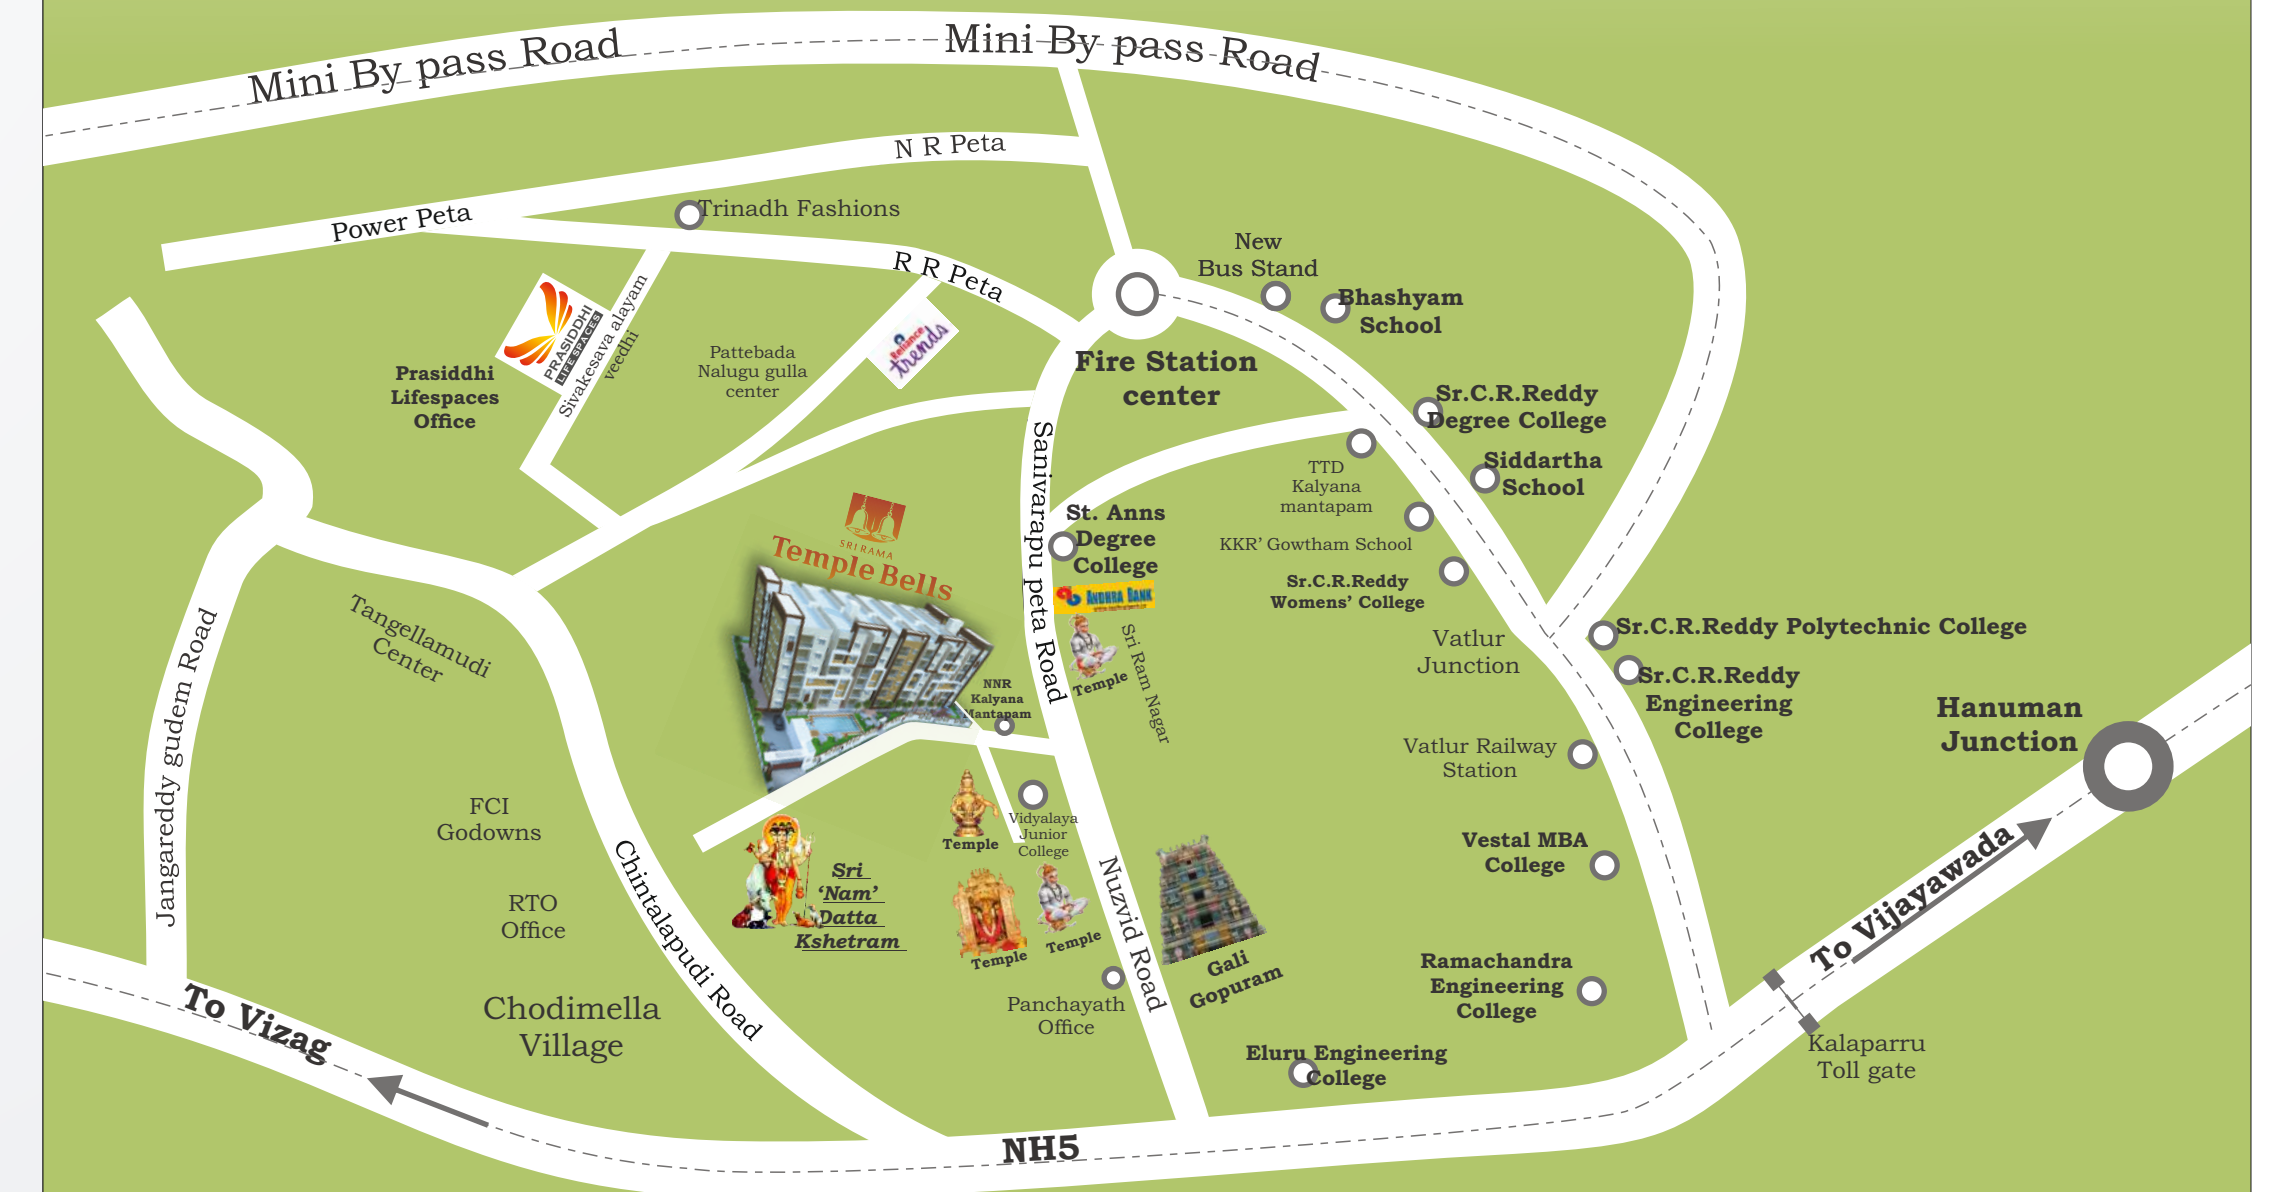 Mini By pass Road
Mini By pass Road
N R Peta
Power Peta
Trinadh Fashions
R R Peta
New
Bus Stand
Bhashyam
School
PRASIDDHI
LIFE SPACES
Sivakesava alayam
veedhi
Prasiddhi
Lifespaces
Office
Pattebada
Nalugu gulla
center
Reliance
trends
Fire Station
center
Sr.C.R.Reddy
Degree College
Siddartha
School
TTD
Kalyana
mantapam
KKR' Gowtham School
Sr.C.R.Reddy
Womens' College
Sanivarapu peta Road
St. Anns
Degree
College
ANDHRA BANK
Temple
Sri Ram Nagar
SRI RAMA
Temple Bells
NNR
Kalyana
Mantapam
Vatlur
Junction
Sr.C.R.Reddy Polytechnic College
Sr.C.R.Reddy
Engineering
College
Hanuman
Junction
Vatlur Railway
Station
Tangellamudi
Center
Jangareddy gudem Road
FCI
Godowns
RTO
Office
Chodimella
Village
Chintalapudi Road
Sri
'Nam'
Datta
Kshetram
Temple
Vidyalaya
Junior
College
Temple
Temple
Nuzvid Road
Gali
Gopuram
Panchayath
Office
Vestal MBA
College
Ramachandra
Engineering
College
Eluru Engineering
College
To Vijayawada
Kalaparru
Toll gate
To Vizag
NH5